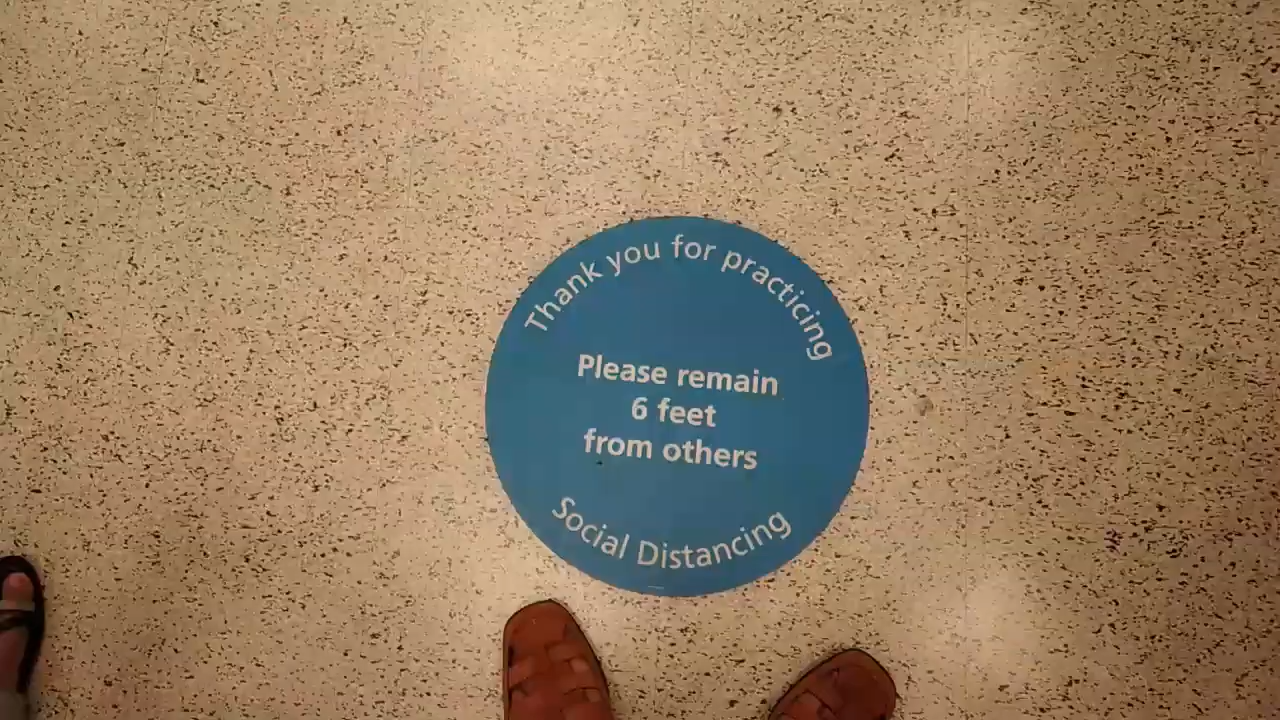 Thank you for practicing
Please remain
6 feet
from others
Social Distancing